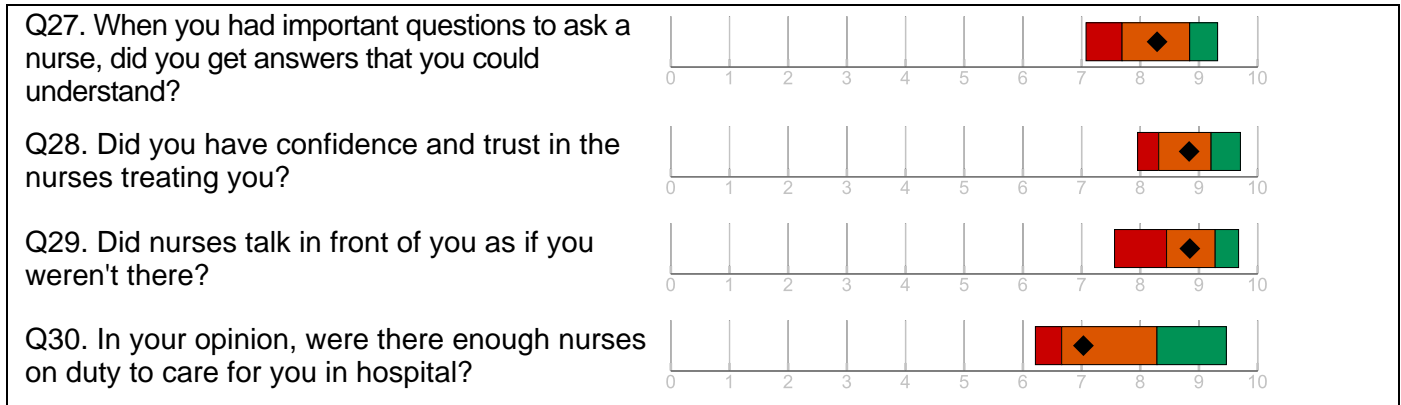 Q27. When you had important questions to ask a
nurse, did you get answers that you could
understand?
0 1 2 3 4 5 6 7 8 9 10
Q28. Did you have confidence and trust in the
nurses treating you?
0 1 2 3 4 5 6 7 8 9 10
Q29. Did nurses talk in front of you as if you
weren't there?
0 1 2 3 4 5 6 7 8 9 10
Q30. In your opinion, were there enough nurses
on duty to care for you in hospital?
0 1 2 3 4 5 6 7 8 9 10